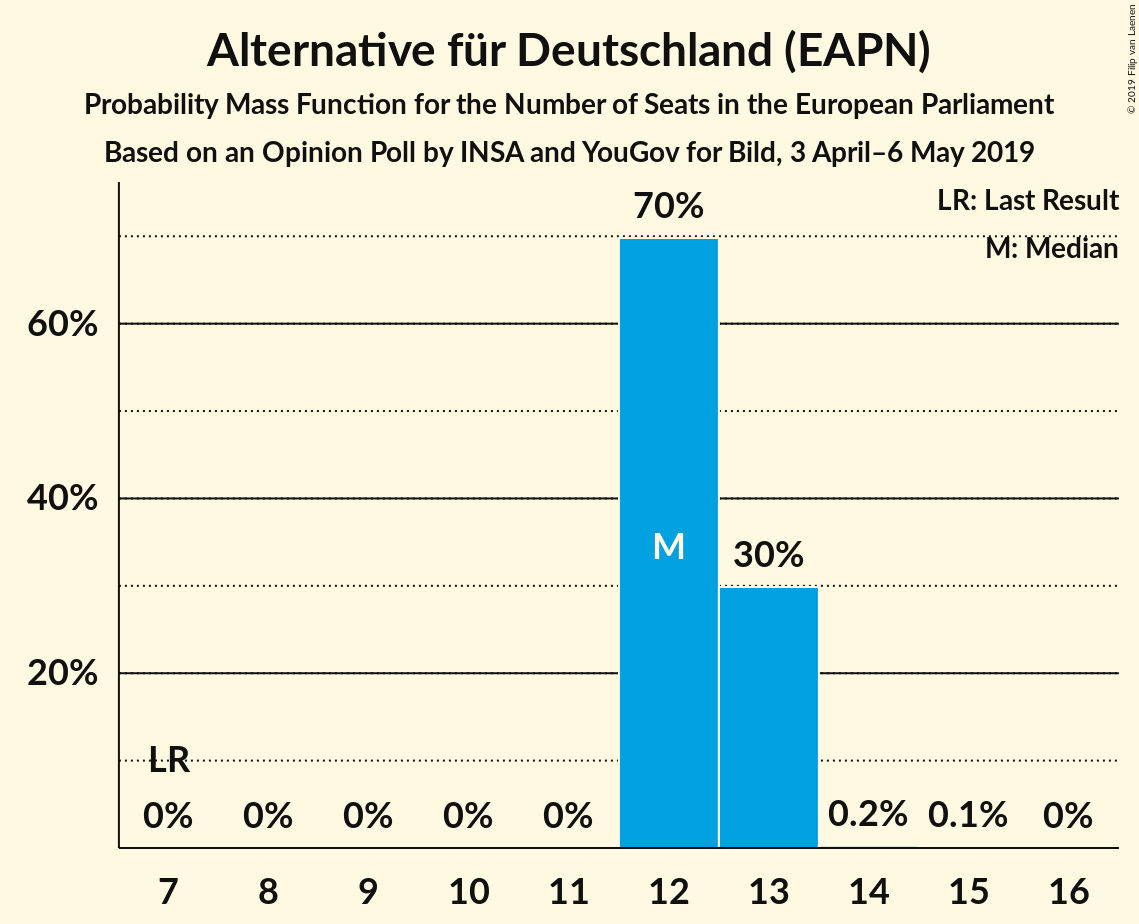 Alternative für Deutschland (EAPN)
Probability Mass Function for the Number of Seats in the European Parliament
Based on an Opinion Poll by INSA and YouGov for Bild, 3 April–6 May 2019
© 2019 Filip van Laenen
LR: Last Result
M: Median
70%
60%
40%
M
30%
20%
LR
0% 0% 0% 0% 0% 0.2% 0.1% 0%
7 8 9 10 11 12 13 14 15 16